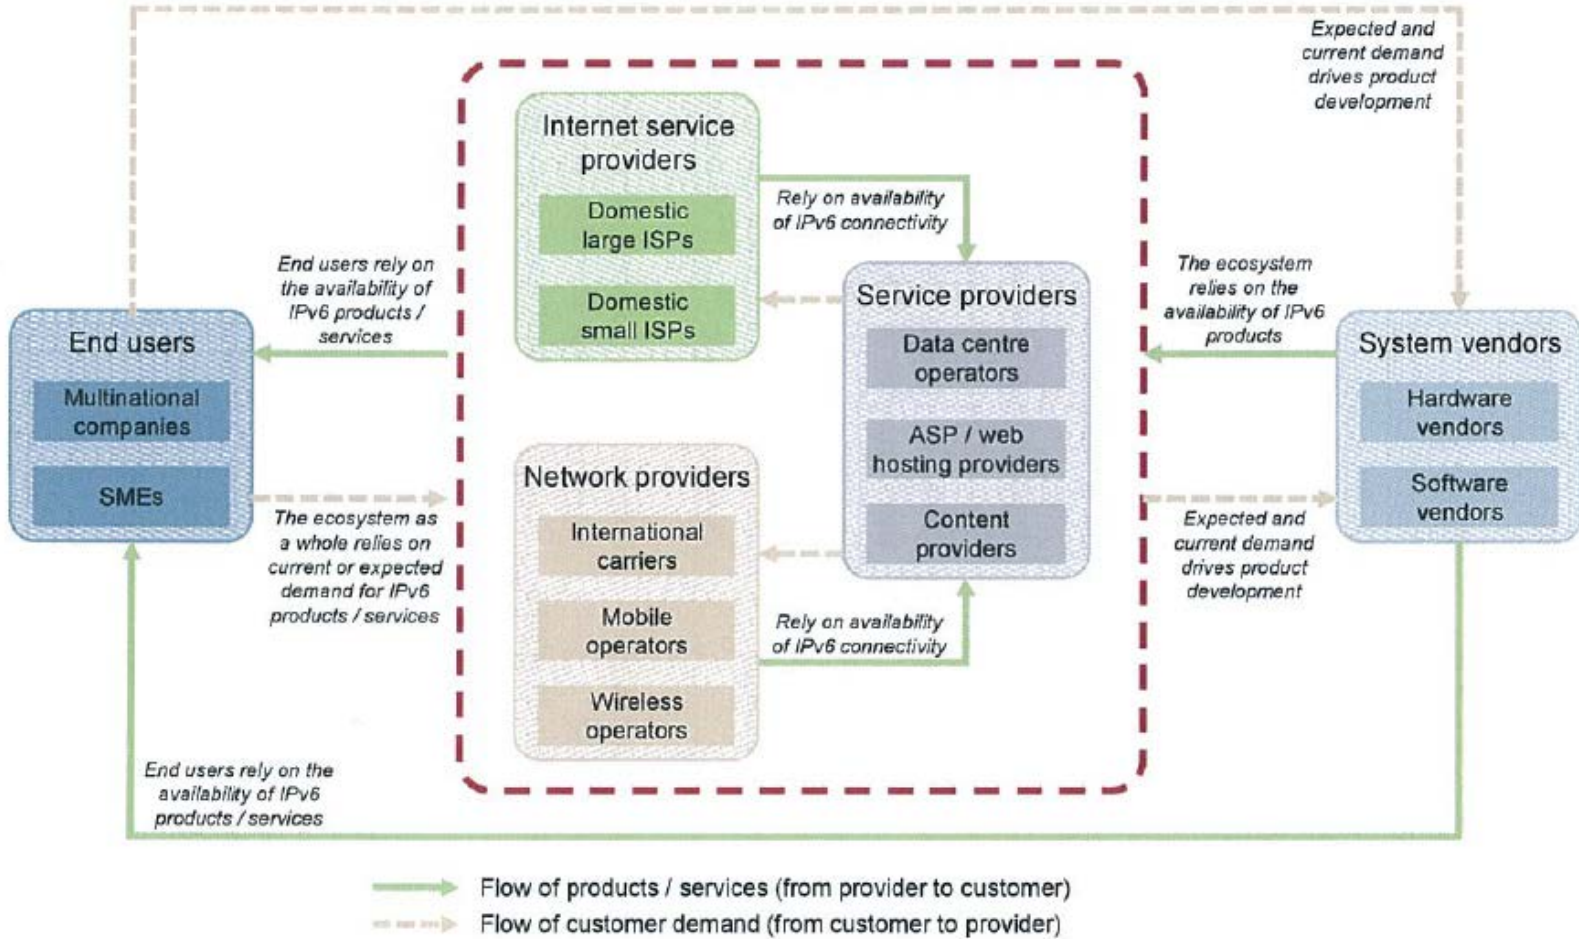 Expected and
current demand
drives product
development
Internet service
providers
Domestic
large ISPs
Domestic
small ISPs
Rely on availability
of IPv6 connectivity
End users rely on
the availability of
IPv6 products /
services
The ecosystem
relies on the
availability of IPv6
products
Service providers
Data centre
operators
ASP / web
hosting providers
Content
providers
End users
Multinational
companies
SMEs
System vendors
Hardware
vendors
Software
vendors
Network providers
International
carriers
Mobile
operators
Wireless
operators
The ecosystem as
a whole relies on
current or expected
demand for IPv6
products / services
Expected and
current demand
drives product
development
Rely on availability
of IPv6 connectivity
End users rely on the
availability of IPv6
products / services
Flow of products / services (from provider to customer)
Flow of customer demand (from customer to provider)